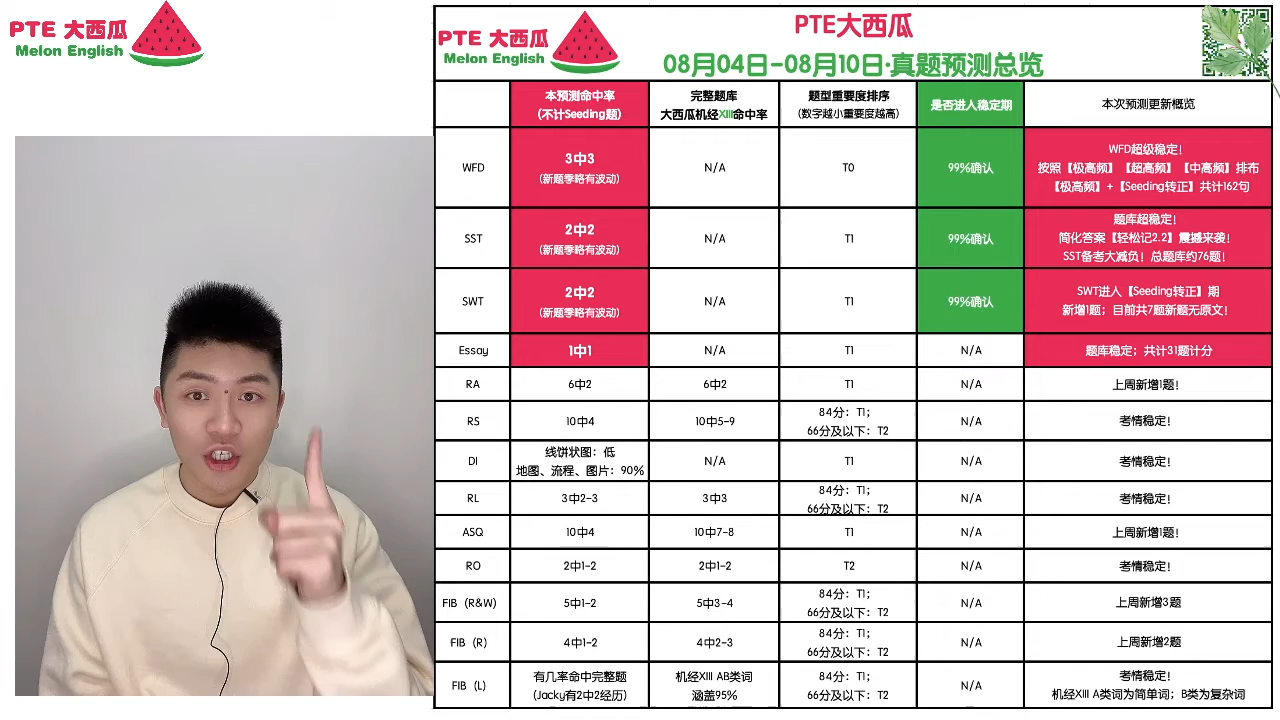 PTE 大西瓜
Melon English
PTE 大西瓜
Melon English
PTE大西瓜
08月04日-08月10日·真题预测总览
本预测命中率
(不计Seeding题)
完整题库
大西瓜机经XIII命中率
题型重要度排序
(数字越小重要度越高)
是否进入稳定期
本次预测更新概览
WFD
3中3
(新题季略有波动)
N/A
T0
99%确认
WFD超级稳定!
按照【极高频】【超高频】【中高频】排布
【极高频】+【Seeding转正】共计162句
SST
2中2
(新题季略有波动)
N/A
T1
99%确认
题库超稳定!
简化答案【轻松记2.2】震撼来袭!
SST备考大减负! 总题库约76题!
SWT
2中2
(新题季略有波动)
N/A
T1
99%确认
SWT进入【Seeding转正】期
新增1题; 目前共7题新题无原文!
Essay
1中1
N/A
T1
N/A
题库稳定; 共计31题计分
RA
6中2
6中2
T1
N/A
上周新增1题!
RS
10中4
10中5-9
84分: T1;
66分及以下: T2
N/A
考情稳定!
DI
线饼状图: 低
地图、流程、图片: 90%
N/A
T1
N/A
考情稳定!
RL
3中2-3
3中3
84分: T1;
66分及以下: T2
N/A
考情稳定!
ASQ
10中4
10中7-8
T1
N/A
上周新增1题!
RO
2中1-2
2中1-2
T2
N/A
考情稳定!
FIB (R&W)
5中1-2
5中3-4
84分: T1;
66分及以下: T2
N/A
上周新增3题
FIB (R)
4中1-2
4中2-3
84分: T1;
66分及以下: T2
N/A
上周新增2题
FIB (L)
有几率命中完整题
(Jacky有2中2经历)
机经XIII AB类词
涵盖95%
84分: T1;
66分及以下: T2
N/A
考情稳定!
机经XIII A类词为简单词; B类为复杂词